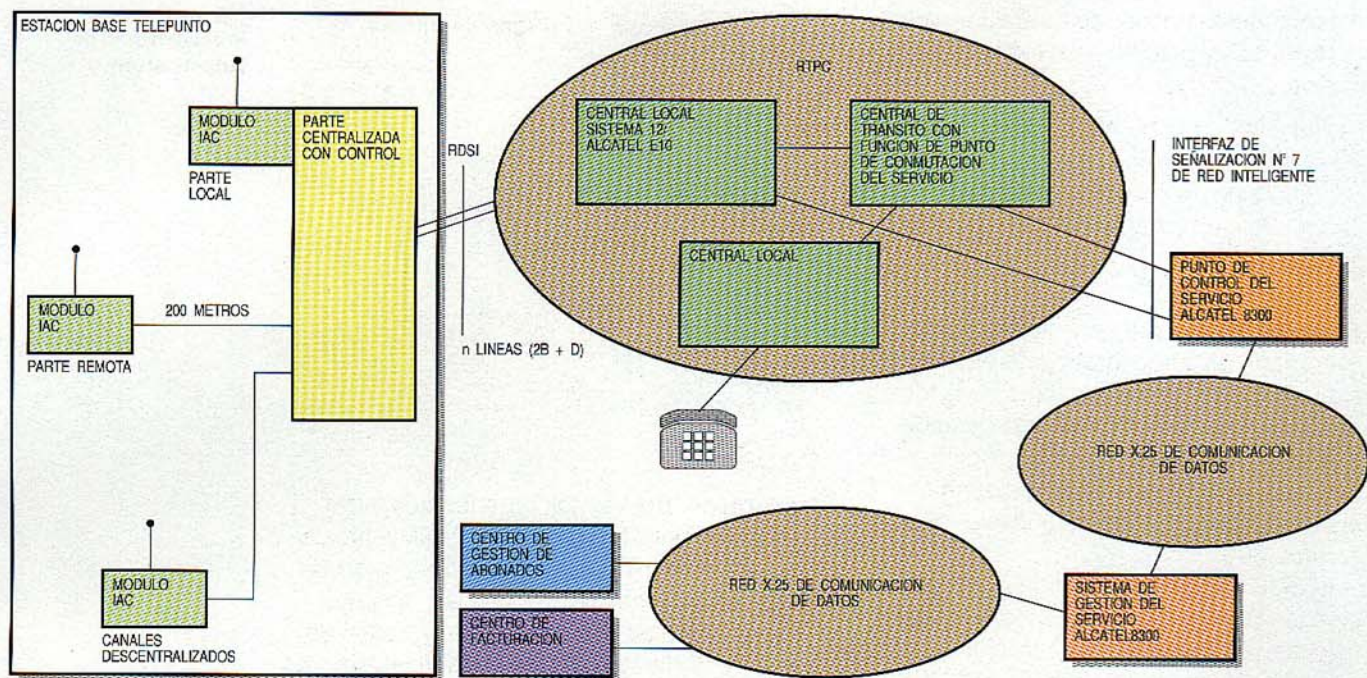 ESTACION BASE TELEPUNTO
MODULO
IAC
PARTE
LOCAL
PARTE
CENTRALIZADA
CON CONTROL
MODULO
IAC
200 METROS
PARTE REMOTA
MODULO
IAC
CANALES
DESCENTRALIZADOS
RDSI
n LINEAS (2B + D)
RTPC
CENTRAL LOCAL
SISTEMA 12/
ALCATEL E10
CENTRAL DE
TRANSITO CON
FUNCION DE PUNTO
DE CONMUTACION
DEL SERVICIO
CENTRAL LOCAL
INTERFAZ DE
SEÑALIZACION N° 7
DE RED INTELIGENTE
PUNTO DE
CONTROL DEL
SERVICIO
ALCATEL 8300
RED X.25 DE COMUNICACION
DE DATOS
CENTRO DE
GESTION DE
ABONADOS
CENTRO DE
FACTURACION
RED X.25 DE COMUNICACION
DE DATOS
SISTEMA DE
GESTION DEL
SERVICIO
ALCATEL8300